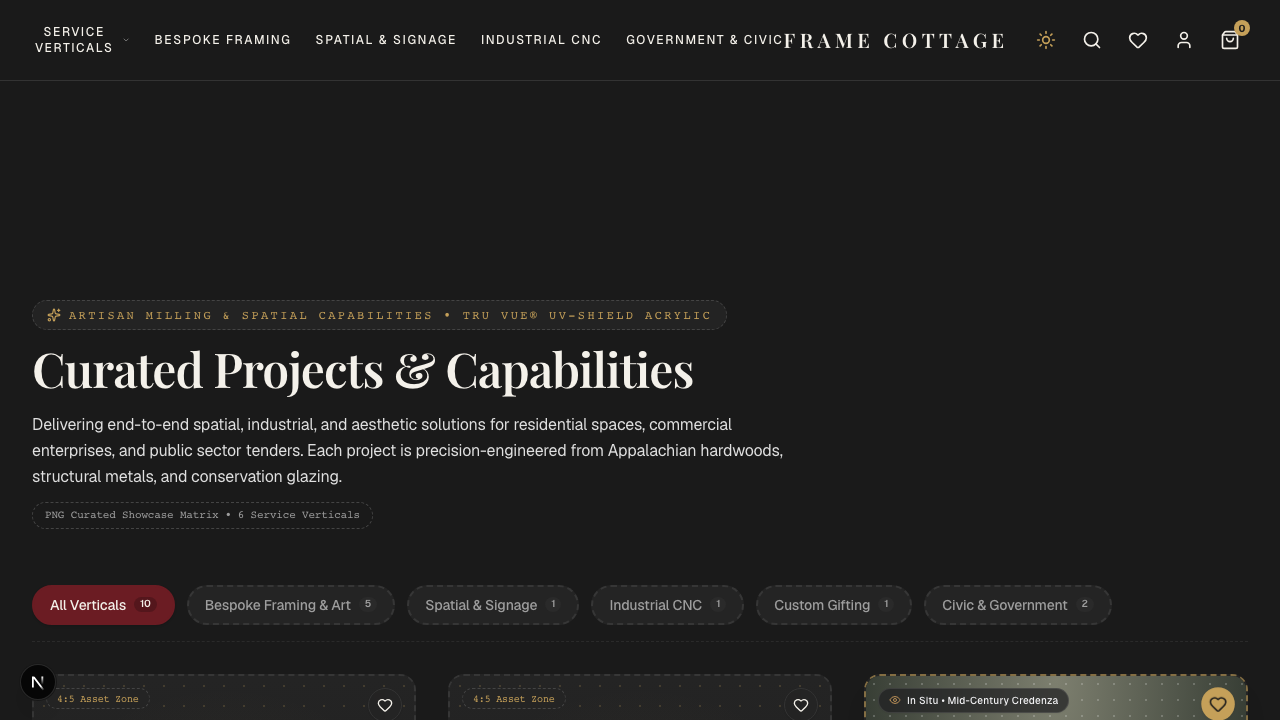 SERVICE
VERTICALS
BESPOKE FRAMING
SPATIAL & SIGNAGE
INDUSTRIAL CNC
GOVERNMENT & CIVIC
FRAME COTTAGE
0
ARTISAN MILLING & SPATIAL CAPABILITIES • TRU VUE® UV-SHIELD ACRYLIC
Curated Projects & Capabilities
Delivering end-to-end spatial, industrial, and aesthetic solutions for residential spaces, commercial
enterprises, and public sector tenders. Each project is precision-engineered from Appalachian hardwoods,
structural metals, and conservation glazing.
PNG Curated Showcase Matrix • 6 Service Verticals
All Verticals 10
Bespoke Framing & Art 5
Spatial & Signage 1
Industrial CNC 1
Custom Gifting 1
Civic & Government 2
N
4:5 Asset Zone
4:5 Asset Zone
In Situ • Mid-Century Credenza